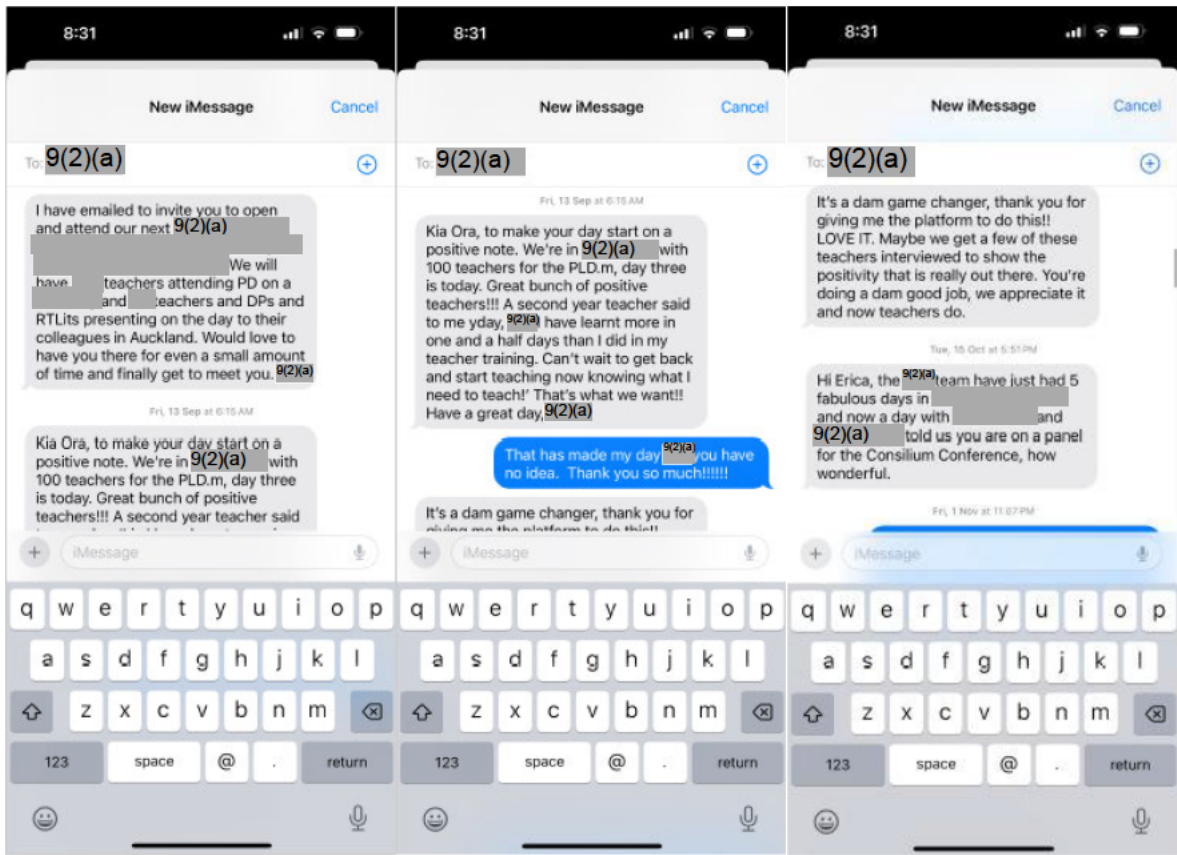 8:31
New iMessage
Cancel
To: 9(2)(a)
I have emailed to invite you to open
and attend our next 9(2)(a)
We will
have teachers attending PD on a
and teachers and DPs and
RTLits presenting on the day to their
colleagues in Auckland. Would love to
have you there for even a small amount
of time and finally get to meet you. 9(2)(a)
Fri, 13 Sep at 6:15 AM
Kia Ora, to make your day start on a
positive note. We're in 9(2)(a) with
100 teachers for the PLD.m, day three
is today. Great bunch of positive
teachers!!! A second year teacher said
iMessage
q w e r t y u i o p
a s d f g h j k l
z x c v b n m
123 space @ . return
8:31
New iMessage
Cancel
To: 9(2)(a)
Fri, 13 Sep at 6:15 AM
Kia Ora, to make your day start on a
positive note. We're in 9(2)(a) with
100 teachers for the PLD.m, day three
is today. Great bunch of positive
teachers!!! A second year teacher said
to me yday, 9(2)(a) have learnt more in
one and a half days than I did in my
teacher training. Can't wait to get back
and start teaching now knowing what I
need to teach!' That's what we want!!
Have a great day, 9(2)(a)
That has made my day 9(2)(a) you have
no idea. Thank you so much!!!!!!
It's a dam game changer, thank you for
giving me the platform to do this!!
iMessage
q w e r t y u i o p
a s d f g h j k l
z x c v b n m
123 space @ . return
8:31
New iMessage
Cancel
To: 9(2)(a)
It's a dam game changer, thank you for
giving me the platform to do this!!
LOVE IT. Maybe we get a few of these
teachers interviewed to show the
positivity that is really out there. You're
doing a dam good job, we appreciate it
and now teachers do.
Tue, 15 Oct at 5:51 PM
Hi Erica, the 9(2)(a) team have just had 5
fabulous days in
and now a day with and
9(2)(a) told us you are on a panel
for the Consilium Conference, how
wonderful.
Fri, 1 Nov at 11:07 PM
iMessage
q w e r t y u i o p
a s d f g h j k l
z x c v b n m
123 space @ . return